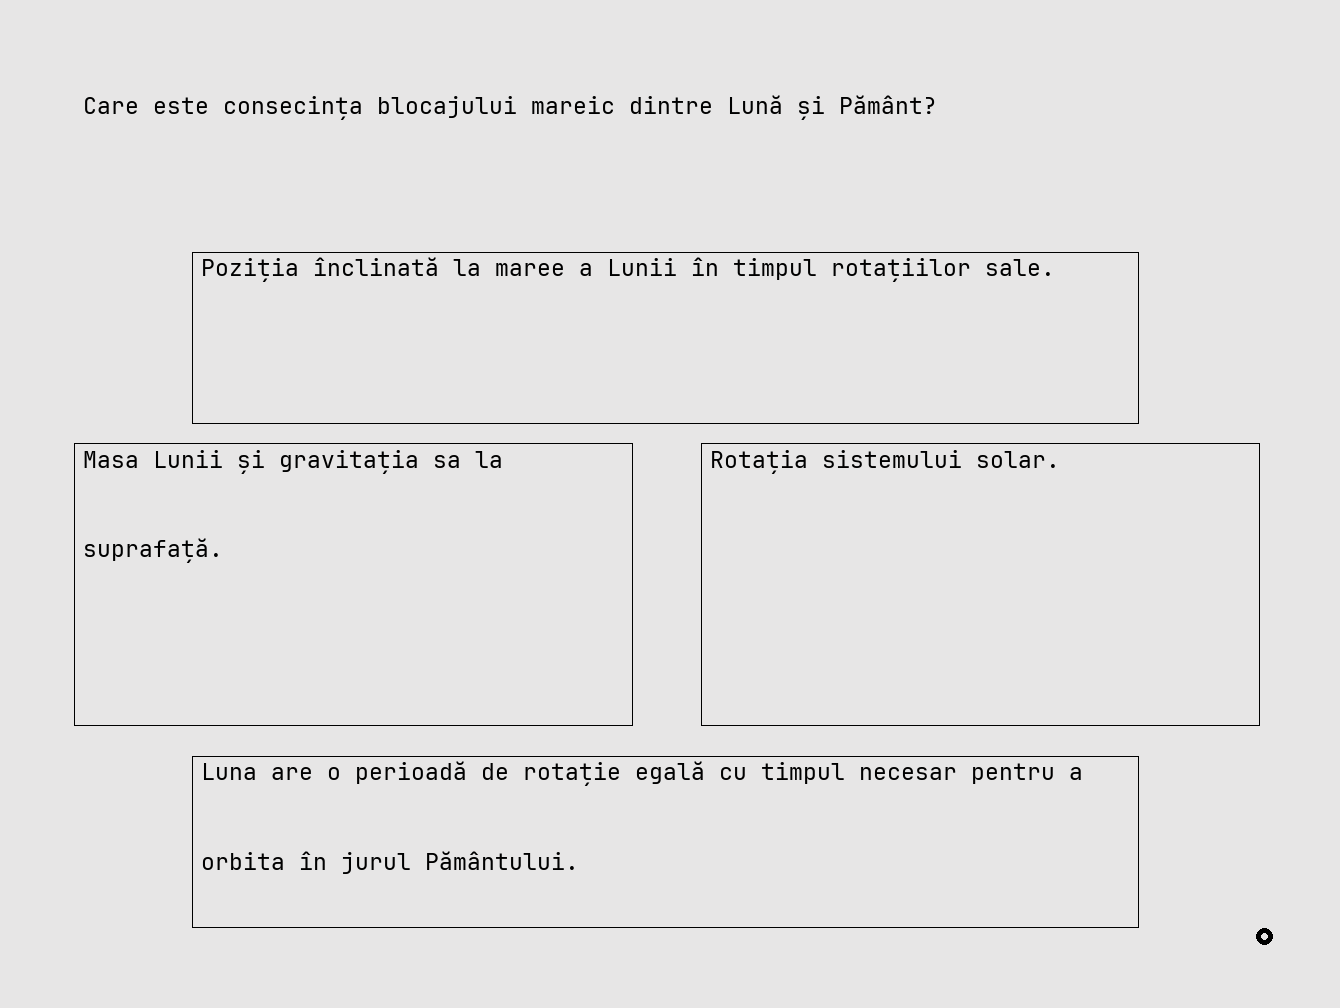 Care este consecința blocajului mareic dintre Lună și Pământ?
Poziția înclinată la maree a Lunii în timpul rotațiilor sale.
Masa Lunii și gravitația sa la
suprafață.
Rotația sistemului solar.
Luna are o perioadă de rotație egală cu timpul necesar pentru a
orbita în jurul Pământului.